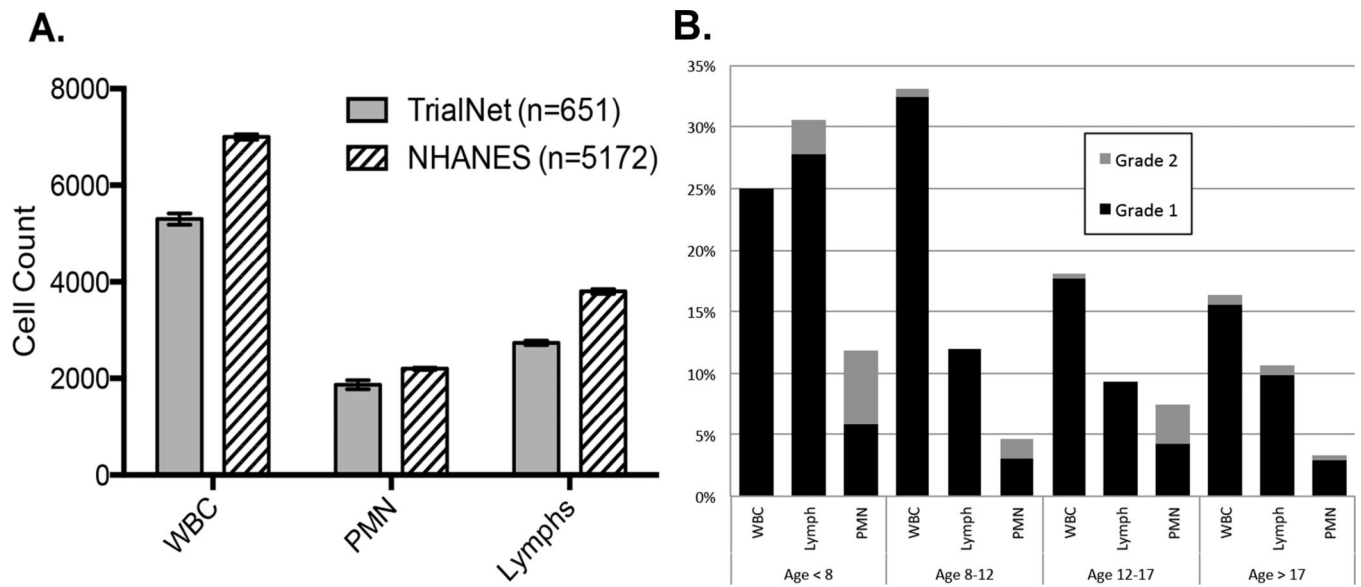 A.
8000
6000
4000
2000
0
Cell Count
TrialNet (n=651)
NHANES (n=5172)
WBC
PMN
Lymphs
B.
35%
30%
25%
20%
15%
10%
5%
0%
Grade 2
Grade 1
WBC
Lymph
PMN
WBC
Lymph
PMN
WBC
Lymph
PMN
WBC
Lymph
PMN
Age < 8
Age 8-12
Age 12-17
Age > 17